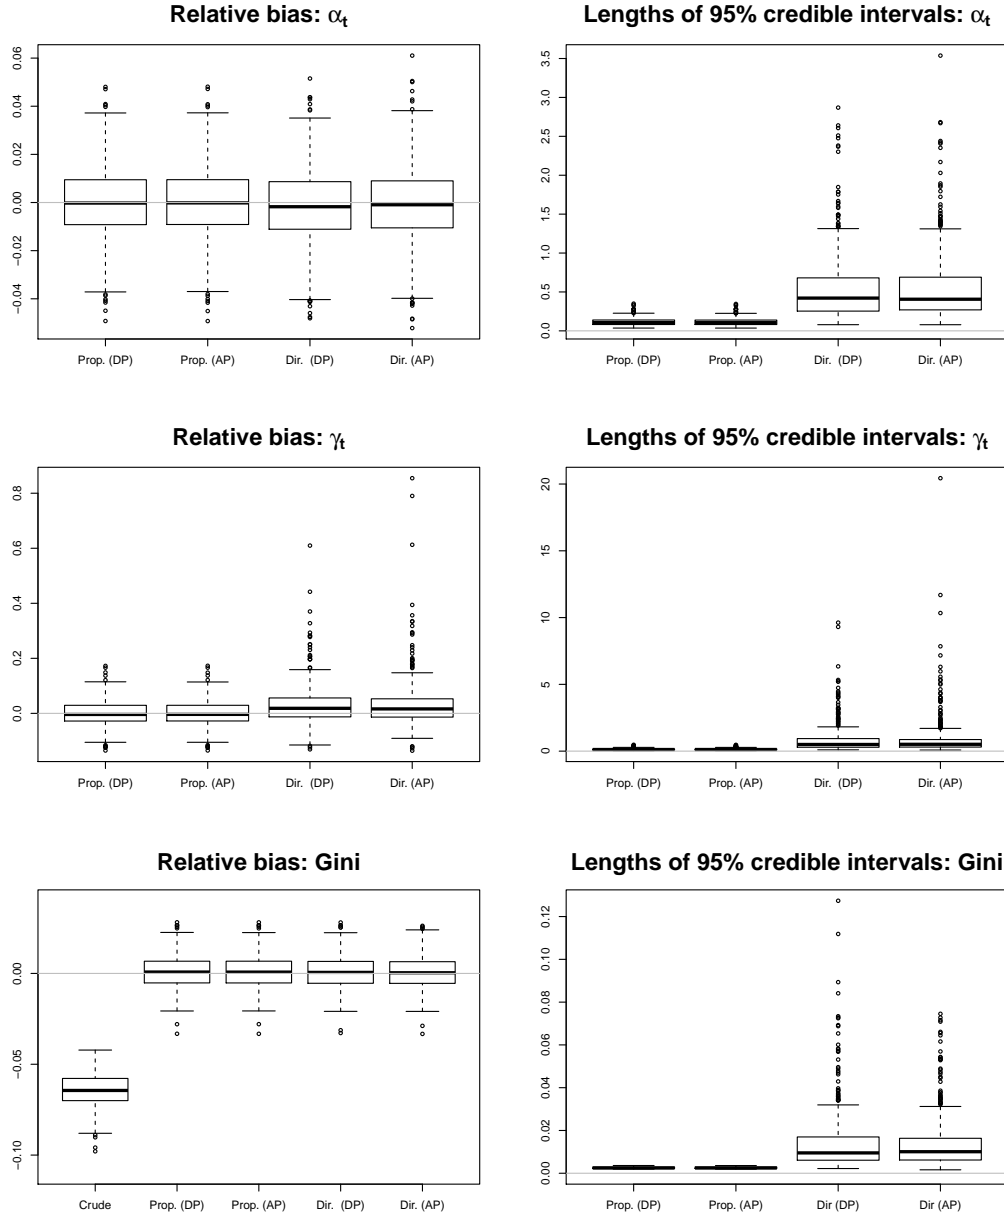 Relative bias: αt
0.06
0.04
0.02
0.00
−0.02
−0.04
Prop. (DP) Prop. (AP) Dir. (DP) Dir. (AP)
Lengths of 95% credible intervals: αt
3.5
3.0
2.5
2.0
1.5
1.0
0.5
0.0
Prop. (DP) Prop. (AP) Dir. (DP) Dir. (AP)
Relative bias: γt
0.8
0.6
0.4
0.2
0.0
Prop. (DP) Prop. (AP) Dir. (DP) Dir. (AP)
Lengths of 95% credible intervals: γt
20
15
10
5
0
Prop. (DP) Prop. (AP) Dir. (DP) Dir. (AP)
Relative bias: Gini
0.00
−0.05
−0.10
Crude Prop. (DP) Prop. (AP) Dir. (DP) Dir. (AP)
Lengths of 95% credible intervals: Gini
0.12
0.10
0.08
0.06
0.04
0.02
0.00
Prop. (DP) Prop. (AP) Dir (DP) Dir (AP)